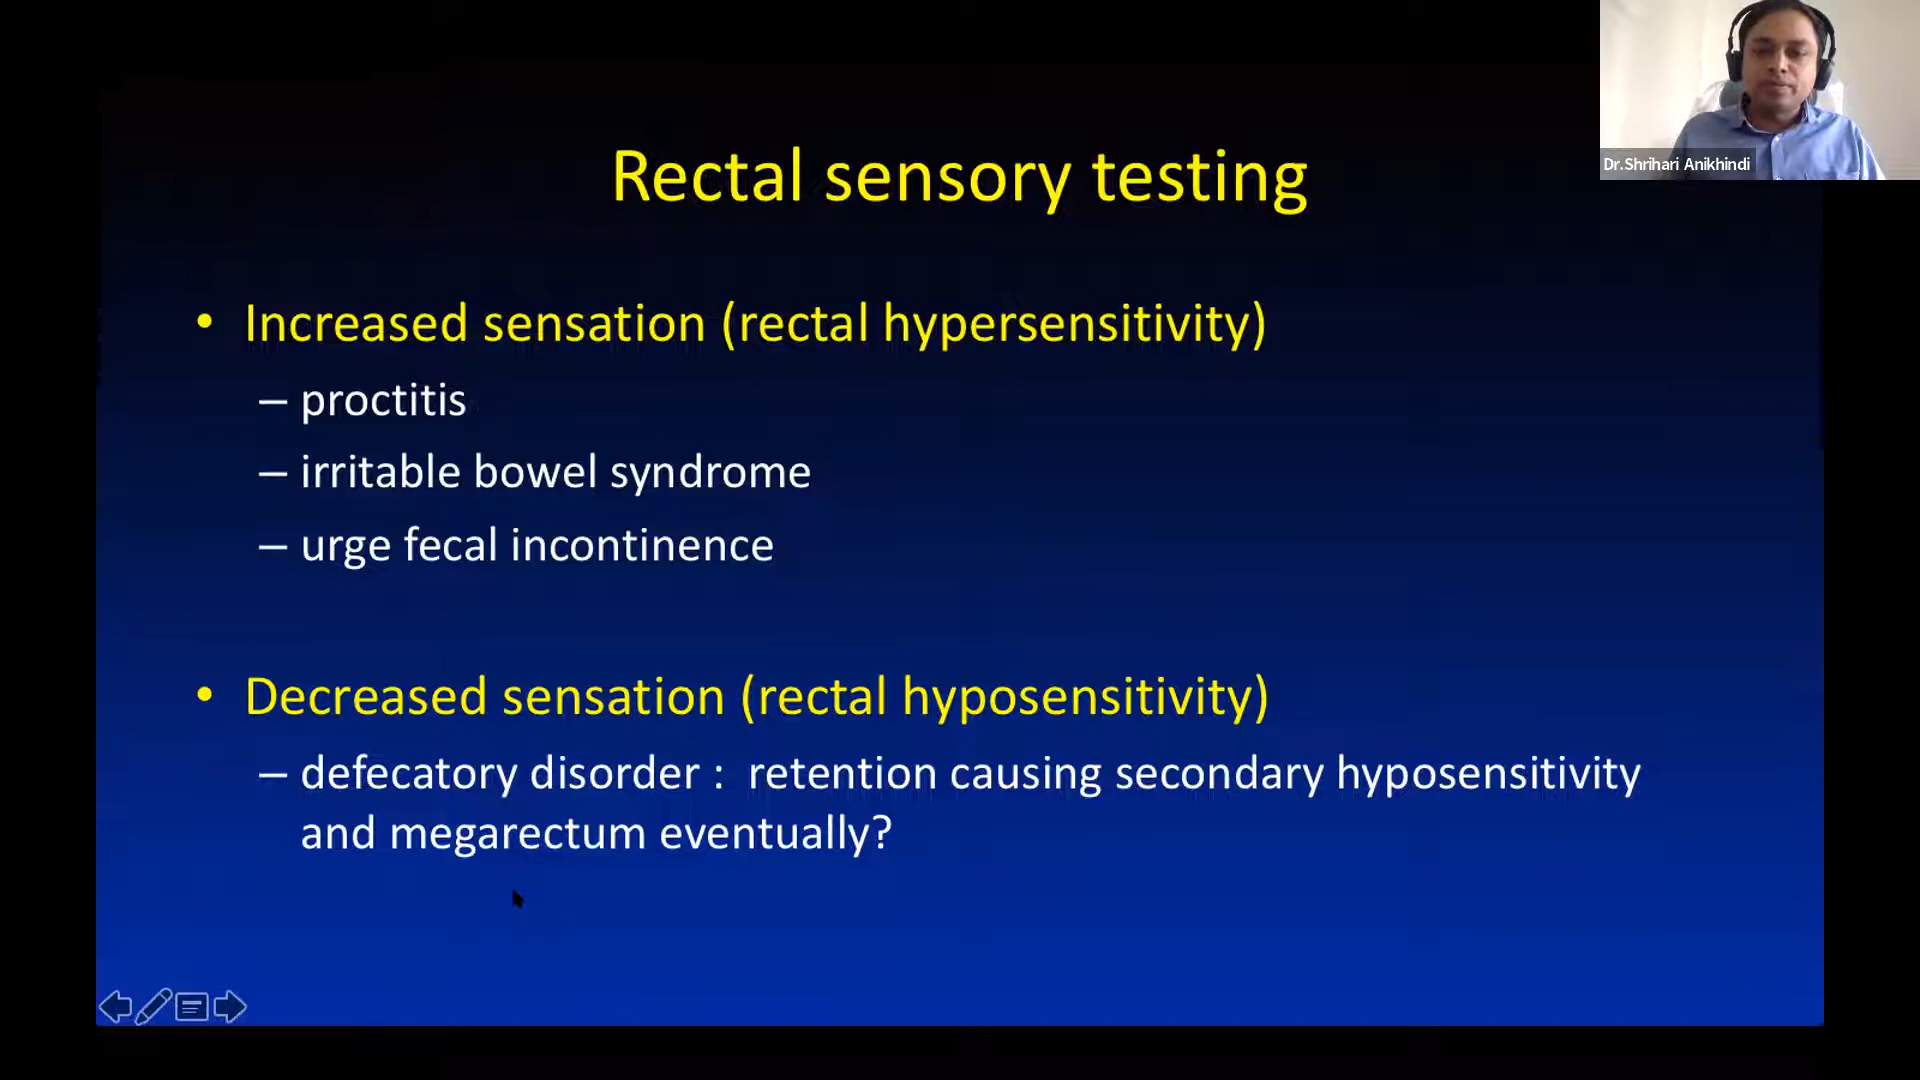 Dr.Shrihari Anikhindi
Rectal sensory testing
• Increased sensation (rectal hypersensitivity)
– proctitis
– irritable bowel syndrome
– urge fecal incontinence
• Decreased sensation (rectal hyposensitivity)
– defecatory disorder :  retention causing secondary hyposensitivity
and megarectum eventually?